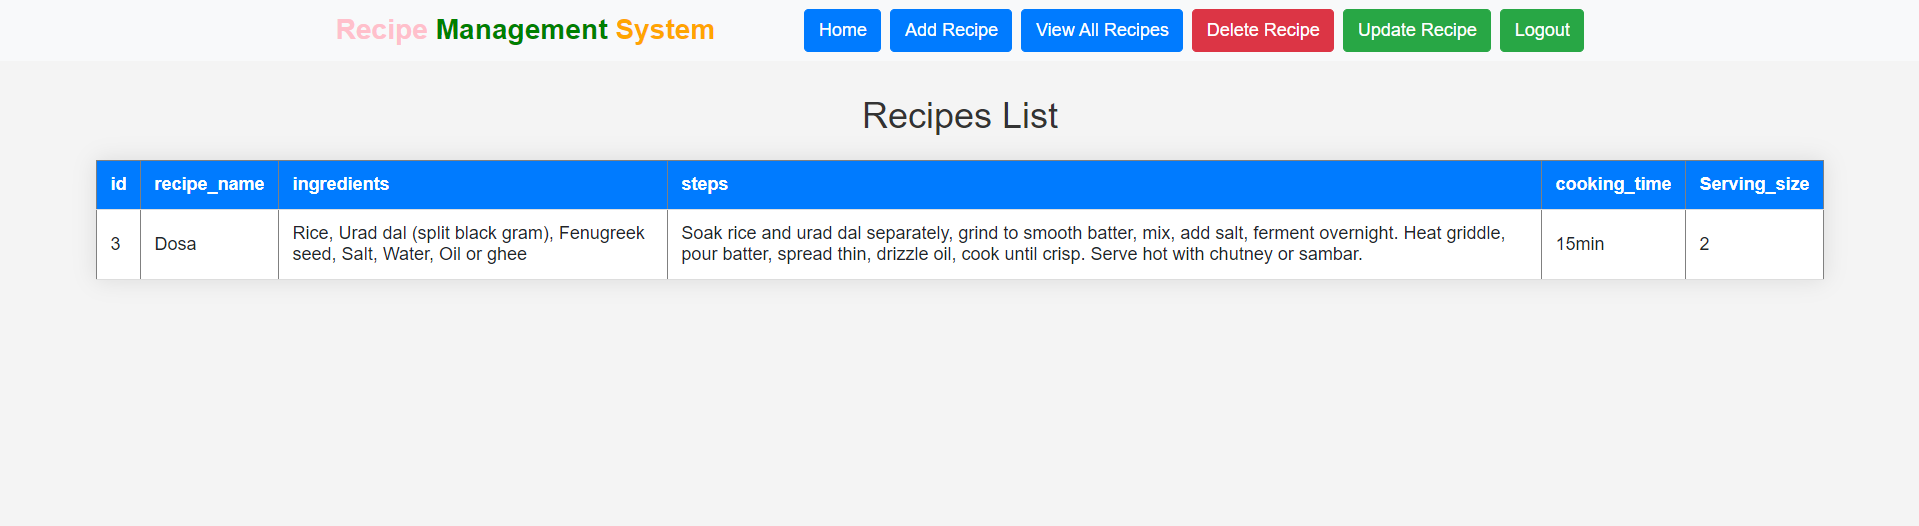 Recipe Management System Home Add Recipe View All Recipes Delete Recipe Update Recipe Logout
Recipes List
id recipe_name ingredients steps cooking_time Serving_size
3 Dosa Rice, Urad dal (split black gram), Fenugreek seed, Salt, Water, Oil or ghee Soak rice and urad dal separately, grind to smooth batter, mix, add salt, ferment overnight. Heat griddle, pour batter, spread thin, drizzle oil, cook until crisp. Serve hot with chutney or sambar. 15min 2